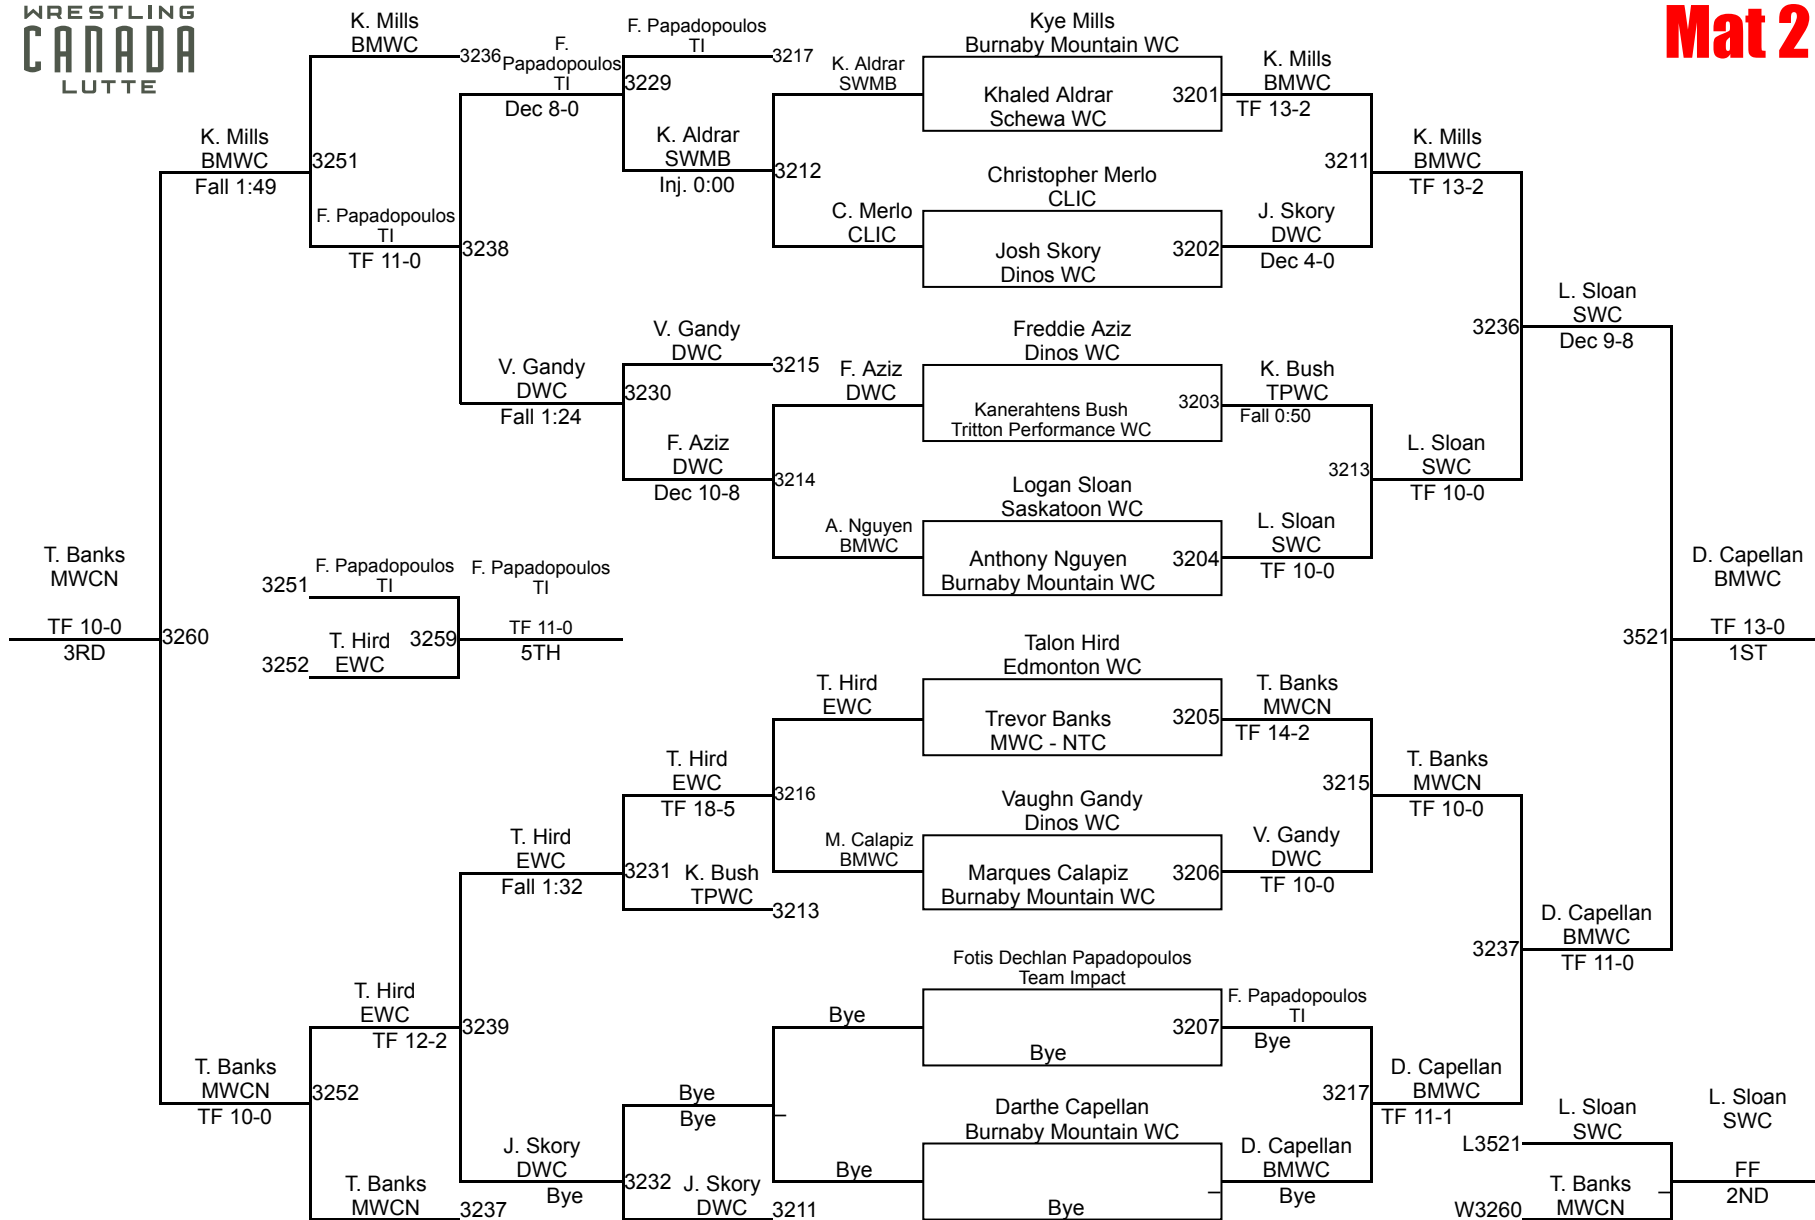 WRESTLING
CANADA
LUTTE
Mat 2
K. Mills
BMWC
3236
F.
Papadopoulos
TI
Dec 8-0
F. Papadopoulos
TI
3217
3229
K. Aldrar
SWMB
Inj. 0:00
3212
K. Aldrar
SWMB
C. Merlo
CLIC
Kye Mills
Burnaby Mountain WC
Khaled Aldrar
Schewa WC
3201
K. Mills
BMWC
TF 13-2
Christopher Merlo
CLIC
Josh Skory
Dinos WC
3202
J. Skory
DWC
Dec 4-0
3211
K. Mills
BMWC
TF 13-2
K. Mills
BMWC
Fall 1:49
3251
F. Papadopoulos
TI
TF 11-0
3238
V. Gandy
DWC
Fall 1:24
V. Gandy
DWC
3215
3230
F. Aziz
DWC
Dec 10-8
3214
F. Aziz
DWC
A. Nguyen
BMWC
Freddie Aziz
Dinos WC
Kanerahtens Bush
Tritton Performance WC
3203
K. Bush
TPWC
Fall 0:50
Logan Sloan
Saskatoon WC
Anthony Nguyen
Burnaby Mountain WC
3204
L. Sloan
SWC
TF 10-0
3213
L. Sloan
SWC
TF 10-0
3236
L. Sloan
SWC
Dec 9-8
T. Banks
MWCN
TF 10-0
3RD
3260
3251
F. Papadopoulos
TI
3252
T. Hird
EWC
3259
F. Papadopoulos
TI
TF 11-0
5TH
3521
D. Capellan
BMWC
TF 13-0
1ST
Talon Hird
Edmonton WC
Trevor Banks
MWC - NTC
3205
T. Banks
MWCN
TF 14-2
T. Hird
EWC
M. Calapiz
BMWC
3216
T. Hird
EWC
TF 18-5
Vaughn Gandy
Dinos WC
Marques Calapiz
Burnaby Mountain WC
3206
V. Gandy
DWC
TF 10-0
3215
T. Banks
MWCN
TF 10-0
T. Hird
EWC
Fall 1:32
3231
K. Bush
TPWC
3213
Fotis Dechlan Papadopoulos
Team Impact
Bye
3207
F. Papadopoulos
TI
Bye
3237
D. Capellan
BMWC
TF 11-0
T. Hird
EWC
TF 12-2
3239
Bye
Bye
Bye
Bye
–
Darthe Capellan
Burnaby Mountain WC
Bye
–
D. Capellan
BMWC
Bye
3217
D. Capellan
BMWC
TF 11-1
T. Banks
MWCN
TF 10-0
3252
J. Skory
DWC
Bye
3232
J. Skory
DWC
3211
T. Banks
MWCN
3237
L3521
L. Sloan
SWC
W3260
T. Banks
MWCN
–
L. Sloan
SWC
FF
2ND